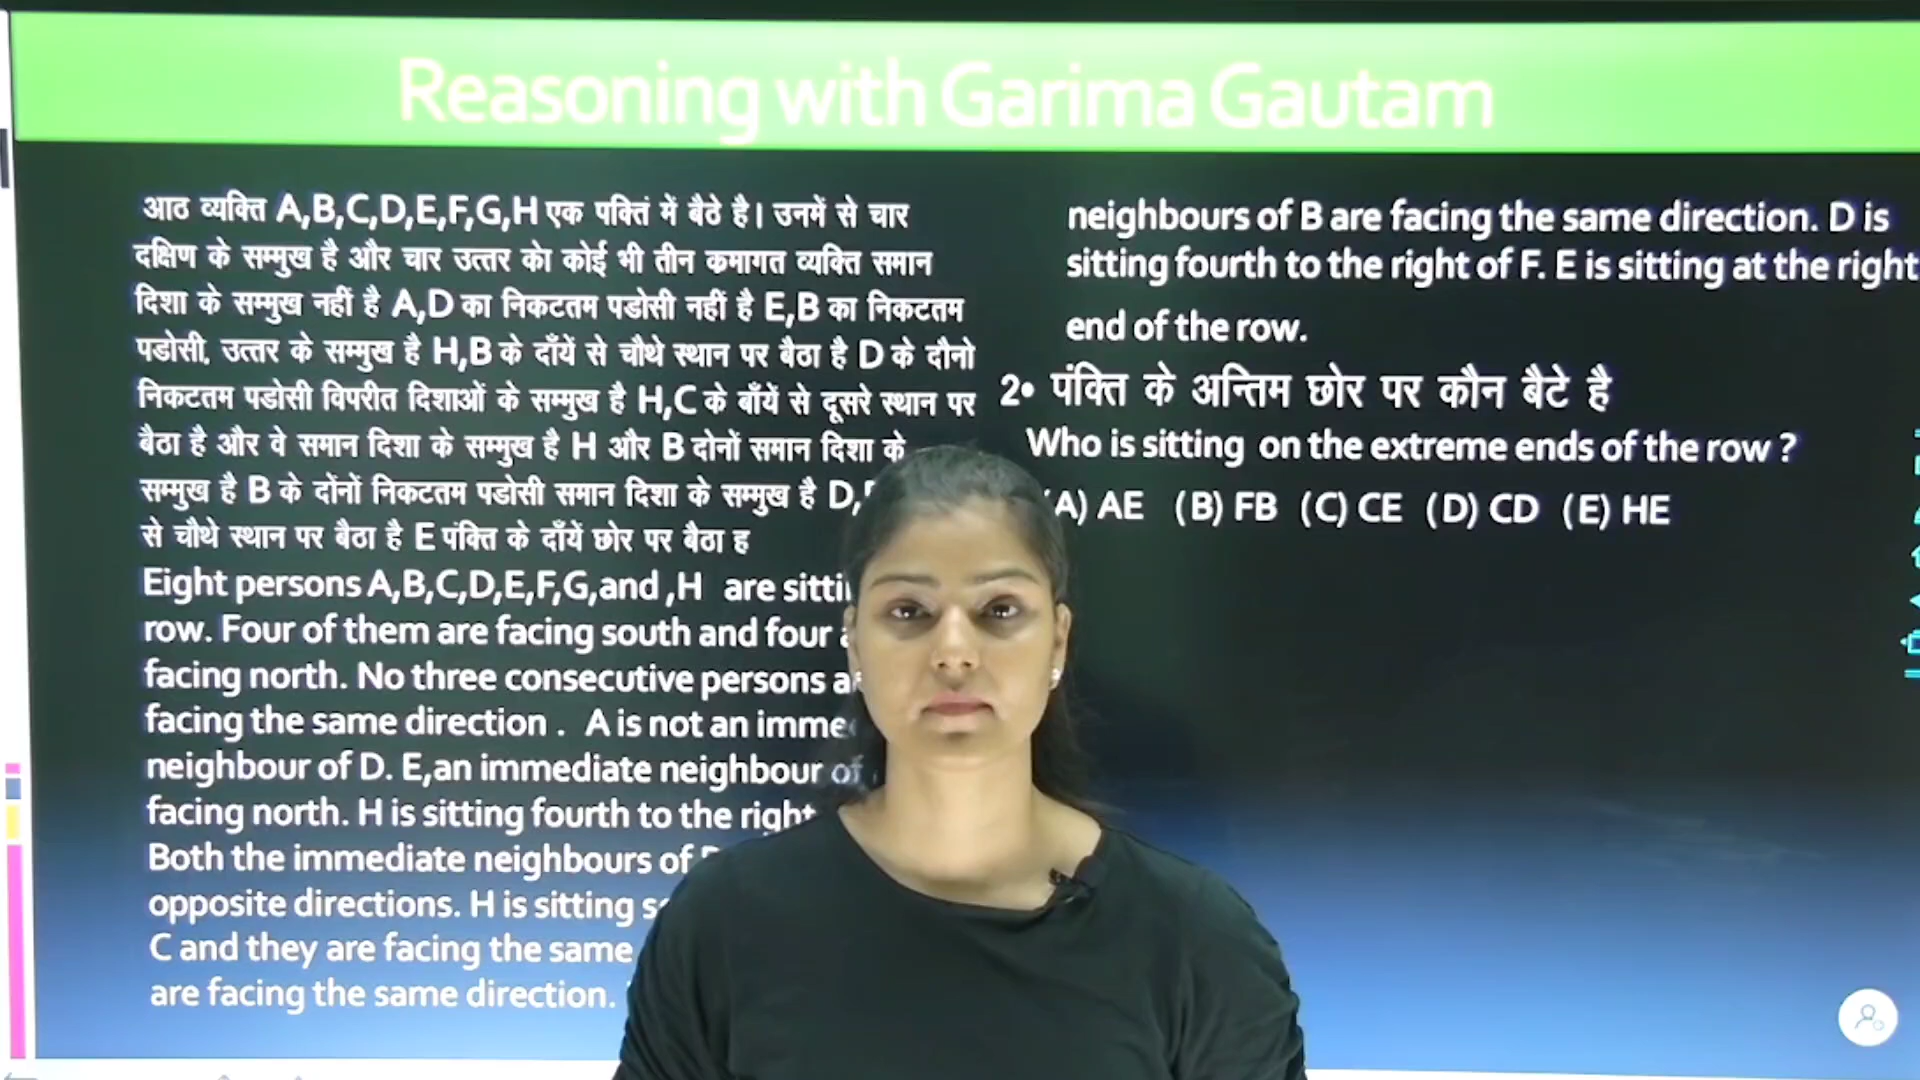 Reasoning with Garima Gautam
आठ व्यक्ति A,B,C,D,E,F,G,H एक पक्तिं में बैठे है। उनमें से चार
दक्षिण के सम्मुख है और चार उत्तर केा कोई भी तीन क्रमागत व्यक्ति समान
दिशा के सम्मुख नहीं है A,D का निकटतम पडोसी नहीं है E,B का निकटतम
पडोसी, उत्तर के सम्मुख है H,B के दाँयें से चौथे स्थान पर बैठा है D के दौनो
निकटतम पडोसी विपरीत दिशाओं के सम्मुख है H,C के बाँयें से दूसरे स्थान पर
बैठा है और वे समान दिशा के सम्मुख है H और B दोनों समान दिशा के
सम्मुख है B के दोंनों निकटतम पडोसी समान दिशा के सम्मुख है D,
से चौथे स्थान पर बैठा है E पंक्ति के दाँयें छोर पर बैठा ह
Eight persons A,B,C,D,E,F,G,and ,H are
row. Four of them are facing south and four
facing north. No three consecutive persons
facing the same direction . A is not an
neighbour of D. E,an immediate neighbour of
facing north. H is sitting fourth to the right
Both the immediate neighbours of
opposite directions. H is sitting
C and they are facing the same
are facing the same direction.
neighbours of B are facing the same direction. D is
sitting fourth to the right of F. E is sitting at the right
end of the row.
2• पंक्ति के अन्तिम छोर पर कौन बैटे है
Who is sitting on the extreme ends of the row ?
(A) AE (B) FB (C) CE (D) CD (E) HE